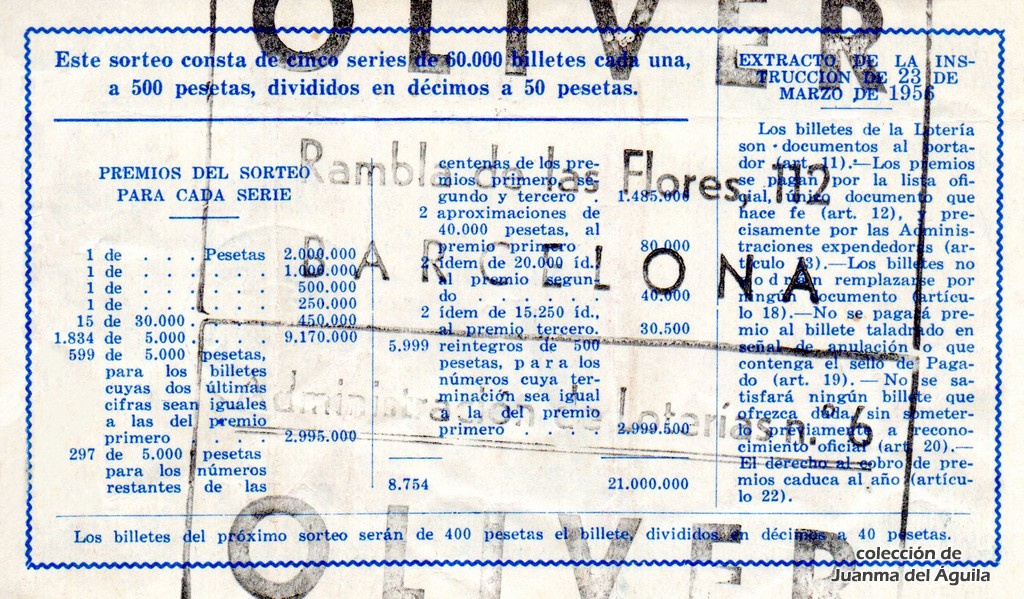 OLIVER
Este sorteo consta de cinco series de 60.000 billetes cada una,
a 500 pesetas, divididos en décimos a 50 pesetas.
PREMIOS DEL SORTEO
PARA CADA SERIE
1 de . . . . Pesetas 2.000.000
1 de . . . . . . . . 1.000.000
1 de . . . . . . . . 500.000
1 de . . . . . . . . 250.000
15 de 30.000 . . . . . 450.000
1.834 de 5.000 . . . . . 9.170.000
599 de 5.000 pesetas,
para los billetes
cuyas dos últimas
cifras sean iguales
a las del premio
primero . . . . 2.995.000
297 de 5.000 pesetas
para los números
restantes de las
centenas de los pre-
mios primero, se-
gundo y tercero . 1.485.000
2 aproximaciones de
40.000 pesetas, al
premio primero 80.000
2 ídem de 20.000 íd.
al premio segun-
do . . . . . . . 40.000
2 ídem de 15.250 íd.,
al premio tercero. 30.500
5.999 reintegros de 500
pesetas, para los
números cuya ter-
minación sea igual
a la del premio
primero . . . . . 2.999.500
8.754 21.000.000
EXTRACTO DE LA INS-
TRUCCION DE 23 DE
MARZO DE 1956
Los billetes de la Lotería
son documentos al porta-
dor (art. 11).—Los premios
se pagan por la lista ofi-
cial, único documento que
hace fe (art. 12), y pre-
cisamente por las Adminis-
traciones expendedoras (ar-
tículo 13).—Los billetes no
podrán remplazarse por
ningún documento (artícu-
lo 18).—No se pagará el
premio al billete taladrado en
señal de anulación o que
contenga el sello de Paga-
do (art. 19).—No se sa-
tisfará ningún billete que
ofrezca duda, sin someter-
lo previamente a recono-
cimiento oficial (art. 20).—
El derecho al cobro de pre-
mios caduca al año (artícu-
lo 22).
Rambla de las Flores, 112
BARCELONA
Administración de Loterías n.º 6
Los billetes del próximo sorteo serán de 400 pesetas el billete, divididos en décimos a 40 pesetas.
OLIVER
colección de
Juanma del Águila